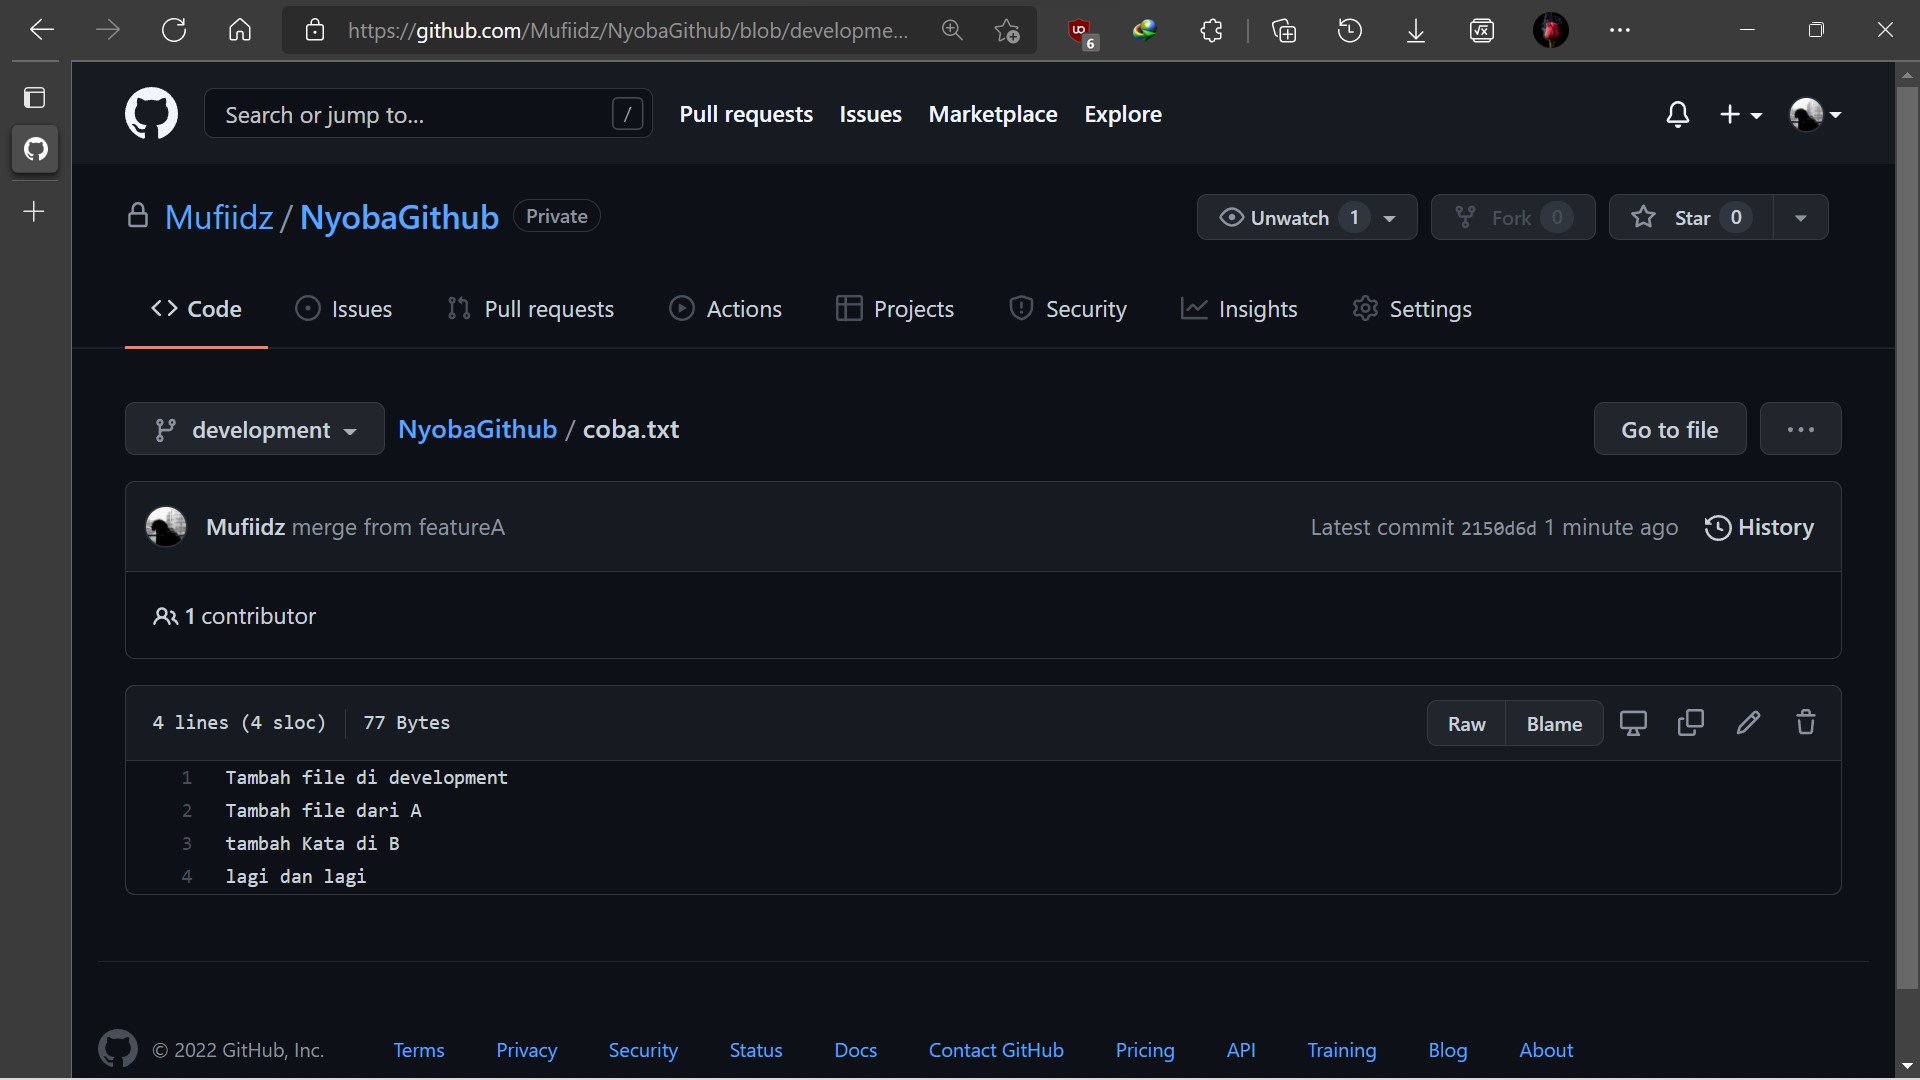 https://github.com/Mufiidz/NyobaGithub/blob/developme...
6
Search or jump to... /
Pull requests Issues Marketplace Explore
Mufiidz / NyobaGithub Private
Unwatch 1 Fork 0 Star 0
Code Issues Pull requests Actions Projects Security Insights Settings
development NyobaGithub / coba.txt Go to file ...
Mufiidz merge from featureA Latest commit 2150d6d 1 minute ago History
1 contributor
4 lines (4 sloc) 77 Bytes Raw Blame
1 Tambah file di development
2 Tambah file dari A
3 tambah Kata di B
4 lagi dan lagi
© 2022 GitHub, Inc. Terms Privacy Security Status Docs Contact GitHub Pricing API Training Blog About